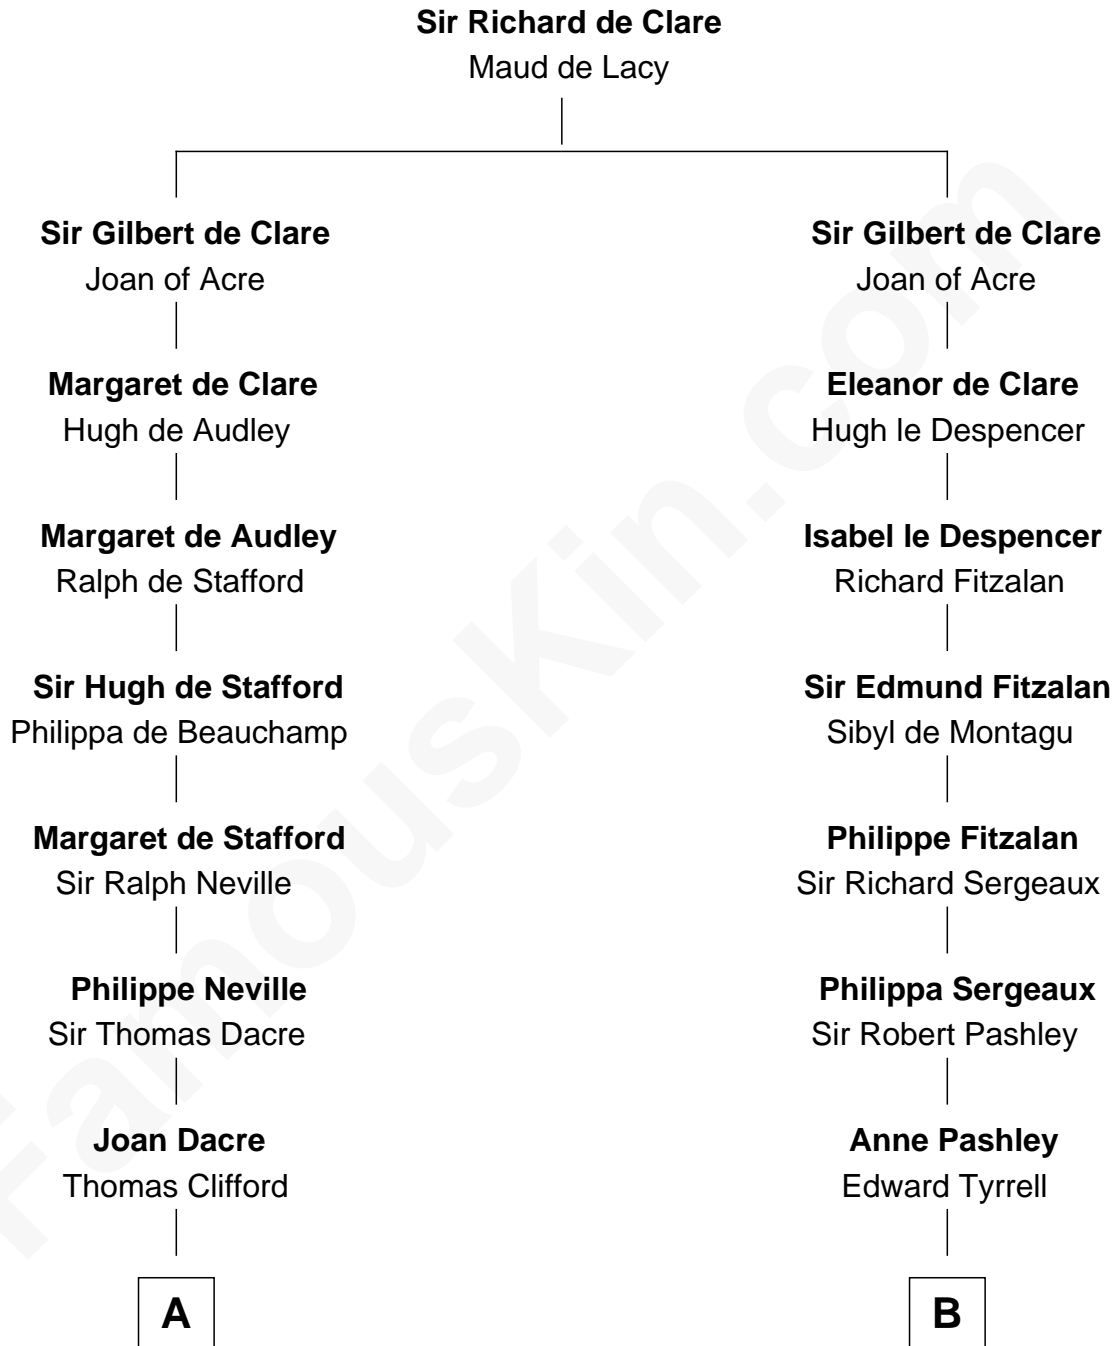 Sir Richard de Clare
Maud de Lacy
Sir Gilbert de Clare
Joan of Acre
Margaret de Clare
Hugh de Audley
Margaret de Audley
Ralph de Stafford
Sir Hugh de Stafford
Philippa de Beauchamp
Margaret de Stafford
Sir Ralph Neville
Philippe Neville
Sir Thomas Dacre
Joan Dacre
Thomas Clifford
A
Sir Gilbert de Clare
Joan of Acre
Eleanor de Clare
Hugh le Despencer
Isabel le Despencer
Richard Fitzalan
Sir Edmund Fitzalan
Sibyl de Montagu
Philippe Fitzalan
Sir Richard Sergeaux
Philippa Sergeaux
Sir Robert Pashley
Anne Pashley
Edward Tyrrell
B
FamousKin.com